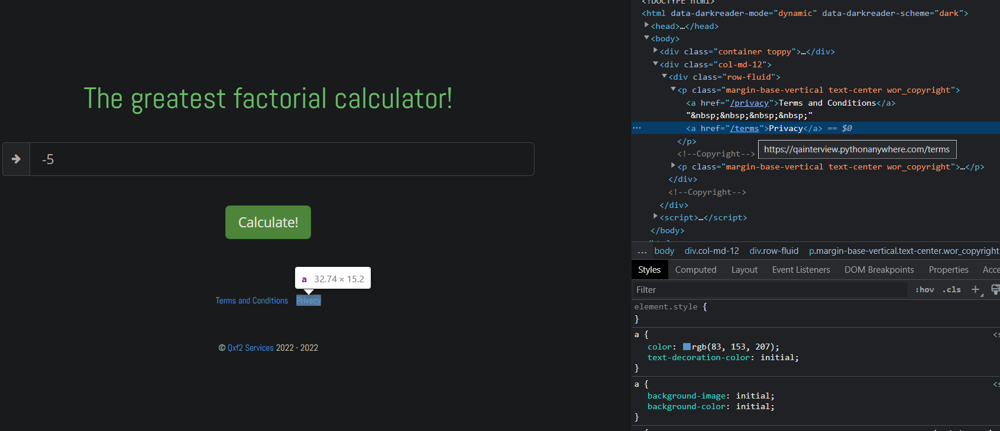 The greatest factorial calculator!
-5
Calculate!
a 32.74 × 15.2
Terms and Conditions Privacy
© Qxf2 Services 2022 - 2022
<!DOCTYPE html>
<html data-darkreader-mode="dynamic" data-darkreader-scheme="dark">
<head>…</head>
<body>
<div class="container toppy">…</div>
<div class="col-md-12">
<div class="row-fluid">
<p class="margin-base-vertical text-center wor_copyright">
<a href="/privacy">Terms and Conditions</a>
"&nbsp;&nbsp;&nbsp;&nbsp;"
… <a href="/terms">Privacy</a> == $0
</p>
https://qainterview.pythonanywhere.com/terms
<!--Copyright-->
<p class="margin-base-vertical text-center wor_copyright">…</p>
</div>
<!--Copyright-->
</div>
<script>…</script>
</body>
… body div.col-md-12 div.row-fluid p.margin-base-vertical.text-center.wor_copyright
Styles Computed Layout Event Listeners DOM Breakpoints Properties Acce
Filter :hov .cls +
element.style {
}
a { <s
color: rgb(83, 153, 207);
text-decoration-color: initial;
}
a { <s
background-image: initial;
background-color: initial;
}